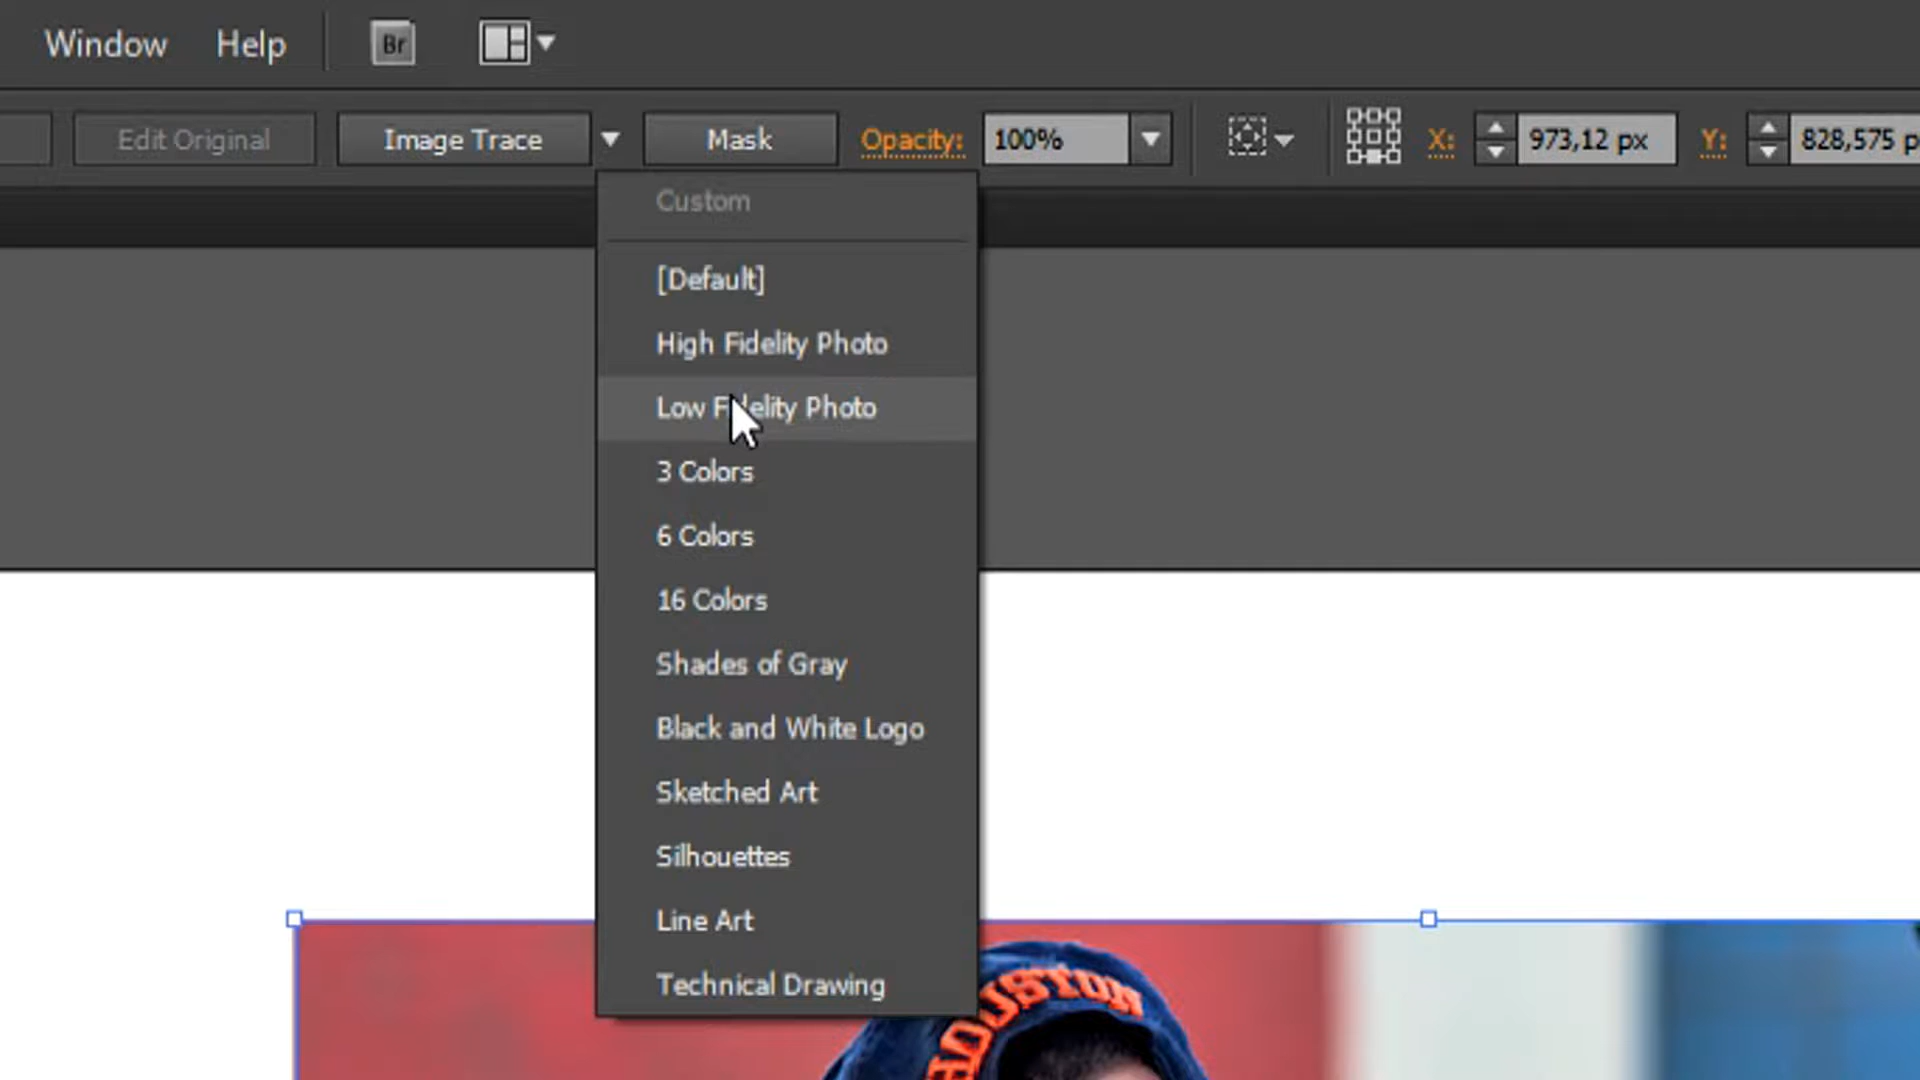 Window Help Br
Edit Original Image Trace Mask Opacity: 100% X: 973,12 px Y: 828,575 p
Custom
[Default]
High Fidelity Photo
Low Fidelity Photo
3 Colors
6 Colors
16 Colors
Shades of Gray
Black and White Logo
Sketched Art
Silhouettes
Line Art
Technical Drawing
HOUSTON